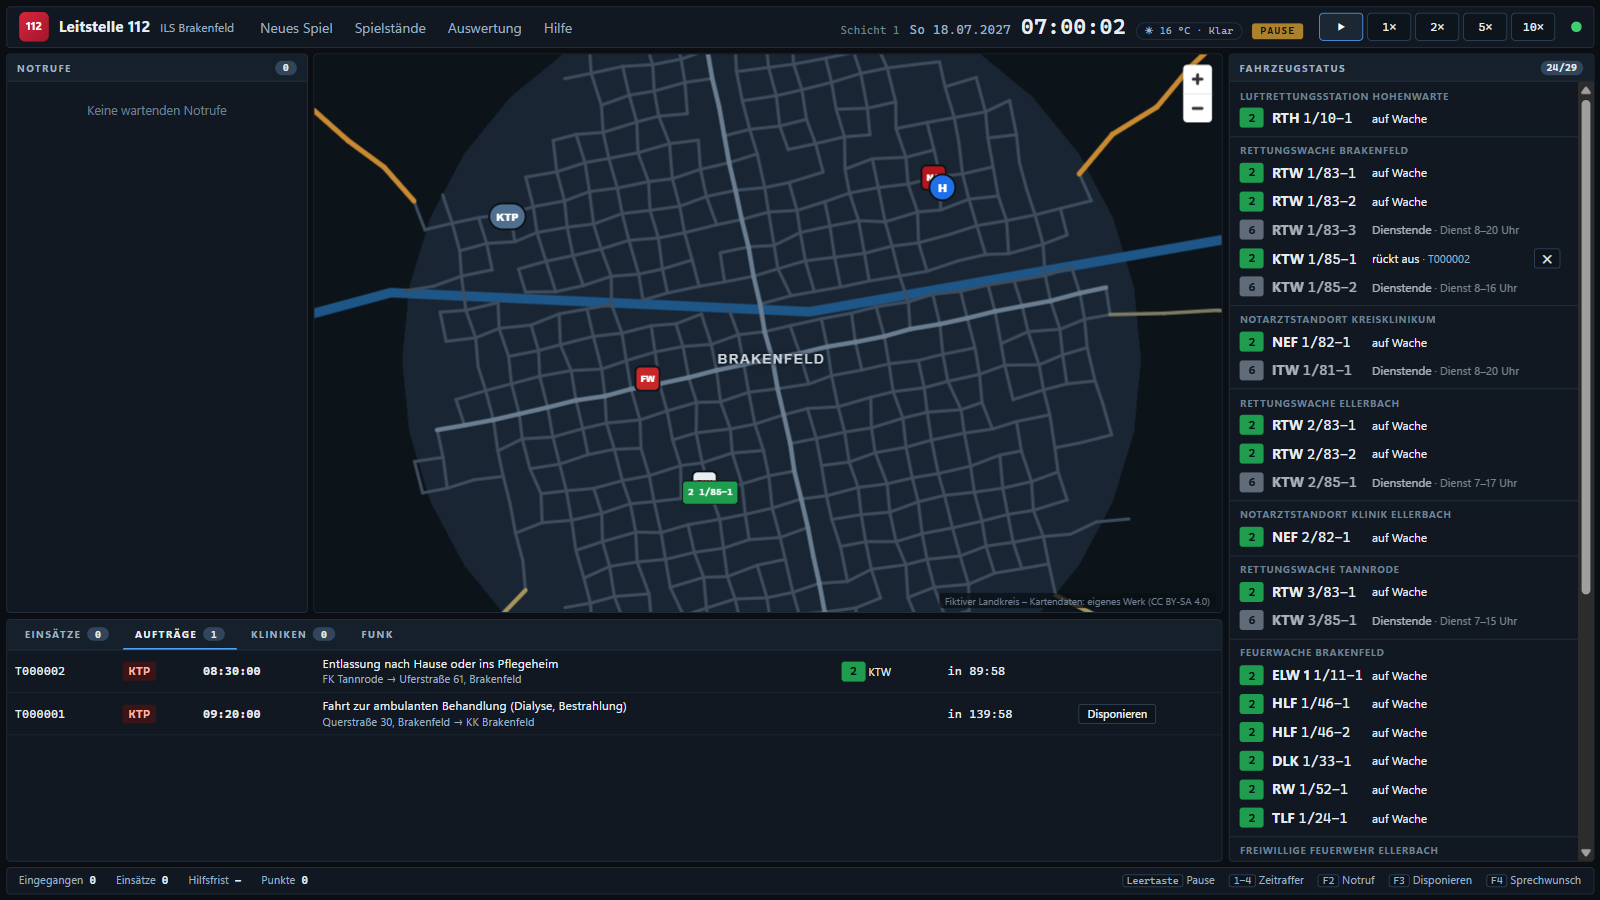 112 Leitstelle 112 ILS Brakenfeld Neues Spiel Spielstände Auswertung Hilfe Schicht 1 So 18.07.2027 07:00:02 ☀ 16 °C · Klar PAUSE ▶ 1× 2× 5× 10×
NOTRUFE 0
Keine wartenden Notrufe
+
−
H
KTP
BRAKENFELD
FW
2 1/85–1
Fiktiver Landkreis – Kartendaten: eigenes Werk (CC BY-SA 4.0)
EINSÄTZE 0 AUFTRÄGE 1 KLINIKEN 0 FUNK
T000002 KTP 08:30:00 Entlassung nach Hause oder ins Pflegeheim 2 KTW in 89:58
FK Tannrode → Uferstraße 61, Brakenfeld
T000001 KTP 09:20:00 Fahrt zur ambulanten Behandlung (Dialyse, Bestrahlung) in 139:58 Disponieren
Querstraße 30, Brakenfeld → KK Brakenfeld
FAHRZEUGSTATUS 24/29
LUFTRETTUNGSSTATION HOHENWARTE
2 RTH 1/10–1 auf Wache
RETTUNGSWACHE BRAKENFELD
2 RTW 1/83–1 auf Wache
2 RTW 1/83–2 auf Wache
6 RTW 1/83–3 Dienstende · Dienst 8–20 Uhr
2 KTW 1/85–1 rückt aus · T000002 ✕
6 KTW 1/85–2 Dienstende · Dienst 8–16 Uhr
NOTARZTSTANDORT KREISKLINIKUM
2 NEF 1/82–1 auf Wache
6 ITW 1/81–1 Dienstende · Dienst 8–20 Uhr
RETTUNGSWACHE ELLERBACH
2 RTW 2/83–1 auf Wache
2 RTW 2/83–2 auf Wache
6 KTW 2/85–1 Dienstende · Dienst 7–17 Uhr
NOTARZTSTANDORT KLINIK ELLERBACH
2 NEF 2/82–1 auf Wache
RETTUNGSWACHE TANNRODE
2 RTW 3/83–1 auf Wache
6 KTW 3/85–1 Dienstende · Dienst 7–15 Uhr
FEUERWACHE BRAKENFELD
2 ELW 1 1/11–1 auf Wache
2 HLF 1/46–1 auf Wache
2 HLF 1/46–2 auf Wache
2 DLK 1/33–1 auf Wache
2 RW 1/52–1 auf Wache
2 TLF 1/24–1 auf Wache
FREIWILLIGE FEUERWEHR ELLERBACH
Eingegangen 0 Einsätze 0 Hilfsfrist – Punkte 0 Leertaste Pause 1–4 Zeitraffer F2 Notruf F3 Disponieren F4 Sprechwunsch